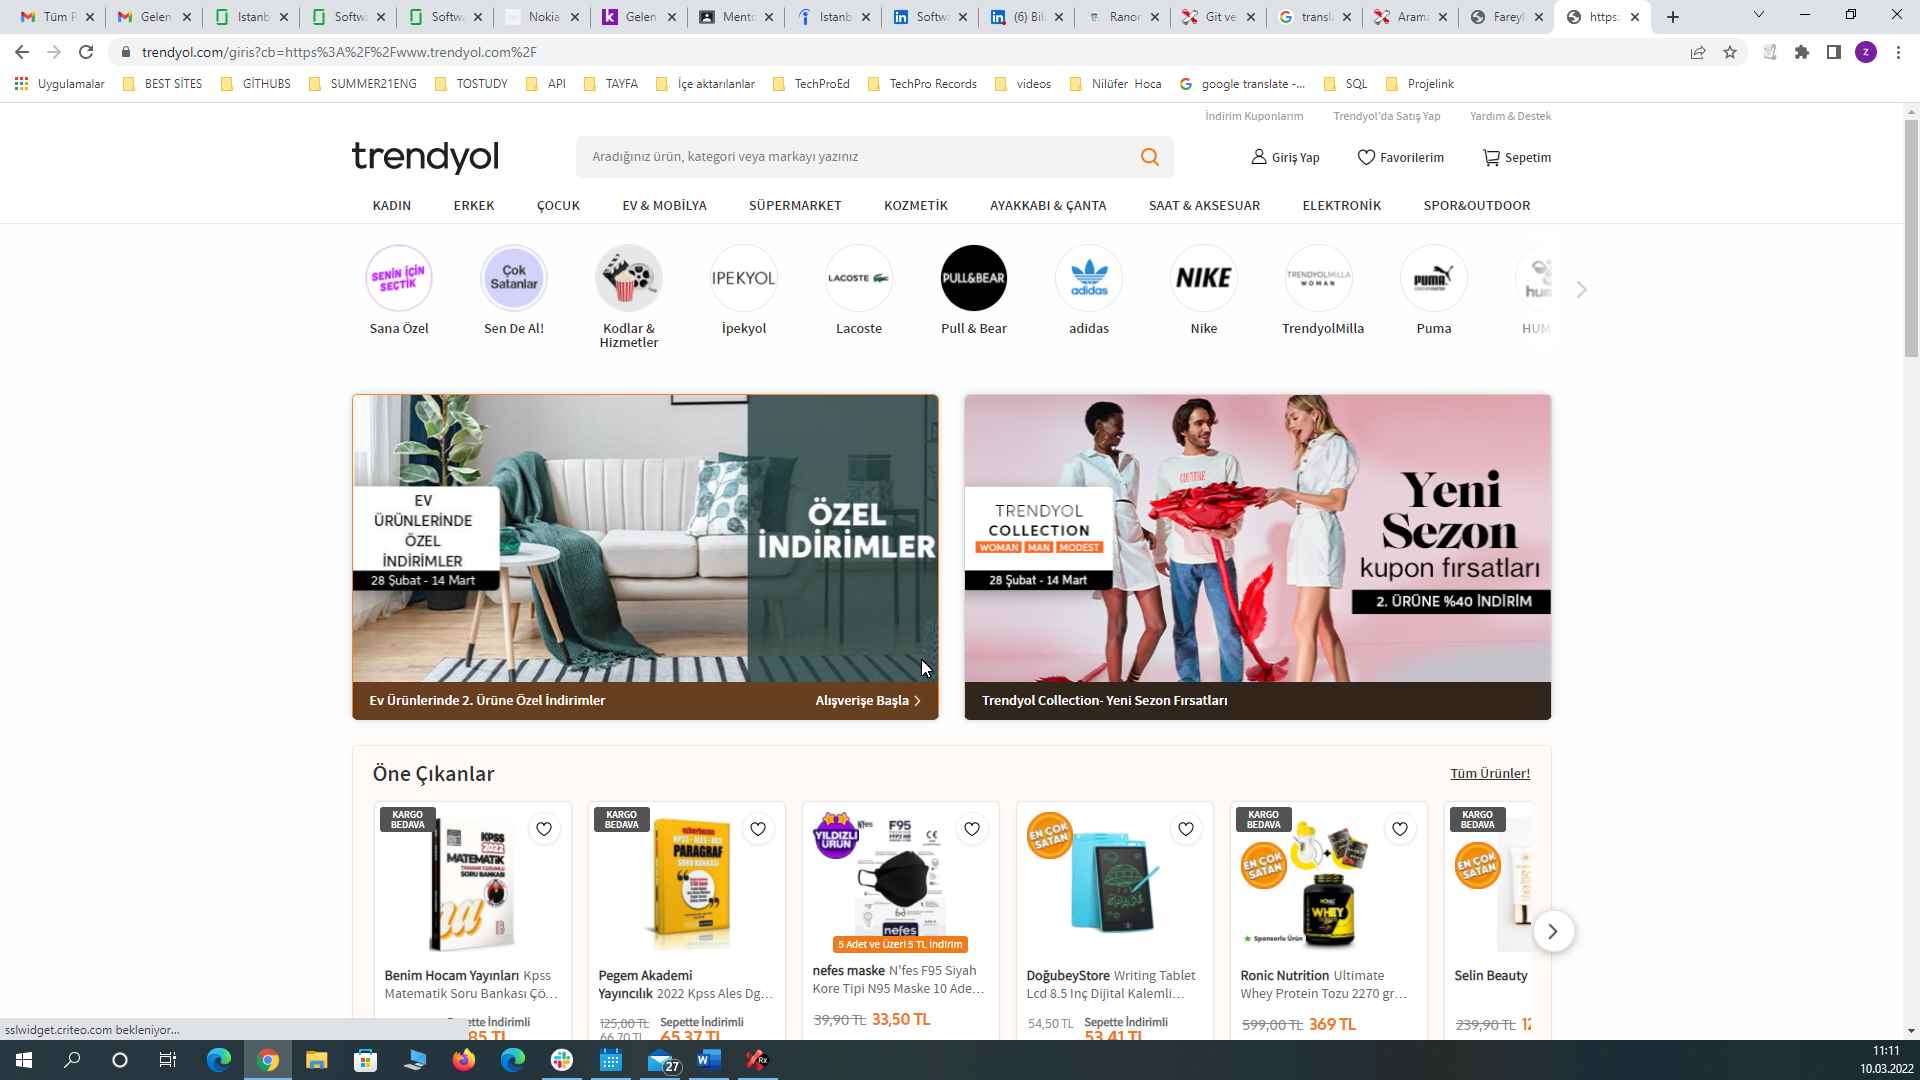 Tüm
Gelen
İstanb
Softw
Softw
Nokia
Gelen
Mento
İstanb
Softw
(6) Bil
Ranor
Git ve
transl
Aram
Farey
https:
trendyol.com/giris?cb=https%3A%2F%2Fwww.trendyol.com%2F
Uygulamalar
BEST SİTES
GİTHUBS
SUMMER21ENG
TOSTUDY
API
TAYFA
İçe aktarılanlar
TechProEd
TechPro Records
videos
Nilüfer Hoca
google translate -...
SQL
Projelink
İndirim Kuponlarım
Trendyol'da Satış Yap
Yardım & Destek
trendyol
Aradığınız ürün, kategori veya markayı yazınız
Giriş Yap
Favorilerim
Sepetim
KADIN
ERKEK
ÇOCUK
EV & MOBİLYA
SÜPERMARKET
KOZMETİK
AYAKKABI & ÇANTA
SAAT & AKSESUAR
ELEKTRONİK
SPOR&OUTDOOR
SENİN İÇİN
SEÇTİK
Çok
Satanlar
IPEKYOL
LACOSTE
PULL&BEAR
adidas
NIKE
TRENDYOLMILLA
WOMAN
PUMA
hum
Sana Özel
Sen De Al!
Kodlar &
Hizmetler
İpekyol
Lacoste
Pull & Bear
adidas
Nike
TrendyolMilla
Puma
HUM
EV
ÜRÜNLERİNDE
ÖZEL
İNDİRİMLER
28 Şubat - 14 Mart
ÖZEL
İNDİRİMLER
Ev Ürünlerinde 2. Ürüne Özel İndirimler
Alışverişe Başla
TRENDYOL
COLLECTION
WOMAN MAN MODEST
28 Şubat - 14 Mart
Yeni
Sezon
kupon fırsatları
2. ÜRÜNE %40 İNDİRİM
Trendyol Collection- Yeni Sezon Fırsatları
Öne Çıkanlar
Tüm Ürünler!
KARGO
BEDAVA
KPSS
2022
MATEMATİK
SORU BANKASI
Benim Hocam Yayınları Kpss
Matematik Soru Bankası Çö...
Sepette İndirimli
85 TL
KARGO
BEDAVA
PARAGRAF
SORU BANKASI
Pegem Akademi
Yayıncılık 2022 Kpss Ales Dg...
125,00 TL
66,70 TL
Sepette İndirimli
65,37 TL
YILDIZLI
ÜRÜN
Nfes
F95
nefes
5 Adet ve Üzeri 5 TL İndirim
nefes maske N'fes F95 Siyah
Kore Tipi N95 Maske 10 Ade...
39,90 TL 33,50 TL
EN ÇOK
SATAN
DoğubeyStore Writing Tablet
Lcd 8.5 Inç Dijital Kalemli...
54,50 TL
Sepette İndirimli
53,41 TL
KARGO
BEDAVA
EN ÇOK
SATAN
WHEY
Sponsorlu Ürün
Ronic Nutrition Ultimate
Whey Protein Tozu 2270 gr...
599,00 TL 369 TL
KARGO
BEDAVA
EN ÇOK
SATAN
Selin Beauty
239,90 TL 12
sslwidget.criteo.com bekleniyor...
27
11:11
10.03.2022